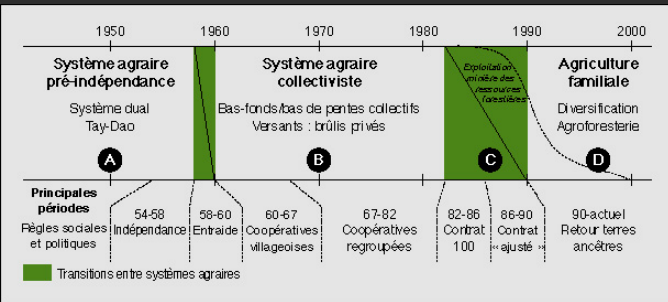 1950 1960 1970 1980 1990 2000
Système agraire
pré-indépendance
Système dual
Tay-Dao
A
Système agraire
collectiviste
Bas-fonds/bas de pentes collectifs
Versants : brûlis privés
B
Exploitation
minière des
ressources
forestières
C
Agriculture
familiale
Diversification
Agroforesterie
D
Principales
périodes
Règles sociales
et politiques
54-58
Indépendance
58-60
Entraide
60-67
Coopératives
villageoises
67-82
Coopératives
regroupées
82-86
Contrat
100
86-90
Contrat
« ajusté »
90-actuel
Retour terres
ancêtres
Transitions entre systèmes agraires